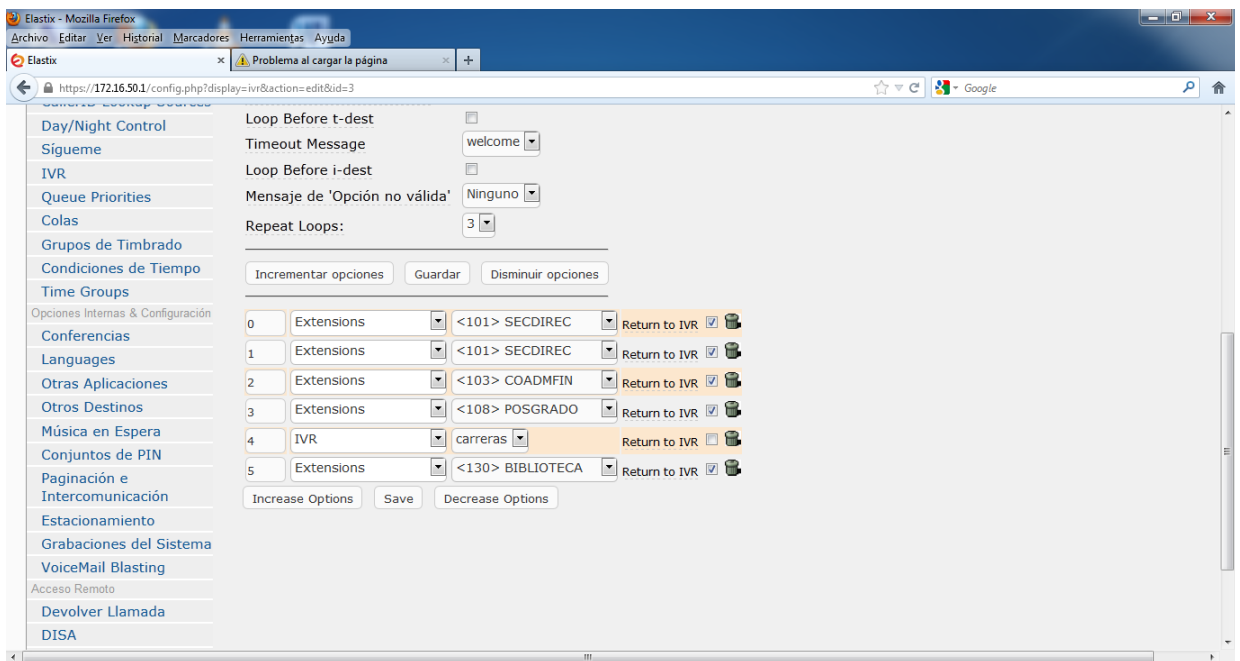 Elastix - Mozilla Firefox
Archivo Editar Ver Historial Marcadores Herramientas Ayuda
Elastix Problema al cargar la página
https://172.16.50.1/config.php?display=ivr&action=edit&id=3 Google
CallerID Lookup Sources
Day/Night Control
Sígueme
IVR
Queue Priorities
Colas
Grupos de Timbrado
Condiciones de Tiempo
Time Groups
Opciones Internas & Configuración
Conferencias
Languages
Otras Aplicaciones
Otros Destinos
Música en Espera
Conjuntos de PIN
Paginación e
Intercomunicación
Estacionamiento
Grabaciones del Sistema
VoiceMail Blasting
Acceso Remoto
Devolver Llamada
DISA
Loop Before t-dest
Timeout Message welcome
Loop Before i-dest
Mensaje de 'Opción no válida' Ninguno
Repeat Loops: 3
Incrementar opciones Guardar Disminuir opciones
0 Extensions <101> SECDIREC Return to IVR
1 Extensions <101> SECDIREC Return to IVR
2 Extensions <103> COADMFIN Return to IVR
3 Extensions <108> POSGRADO Return to IVR
4 IVR carreras Return to IVR
5 Extensions <130> BIBLIOTECA Return to IVR
Increase Options Save Decrease Options